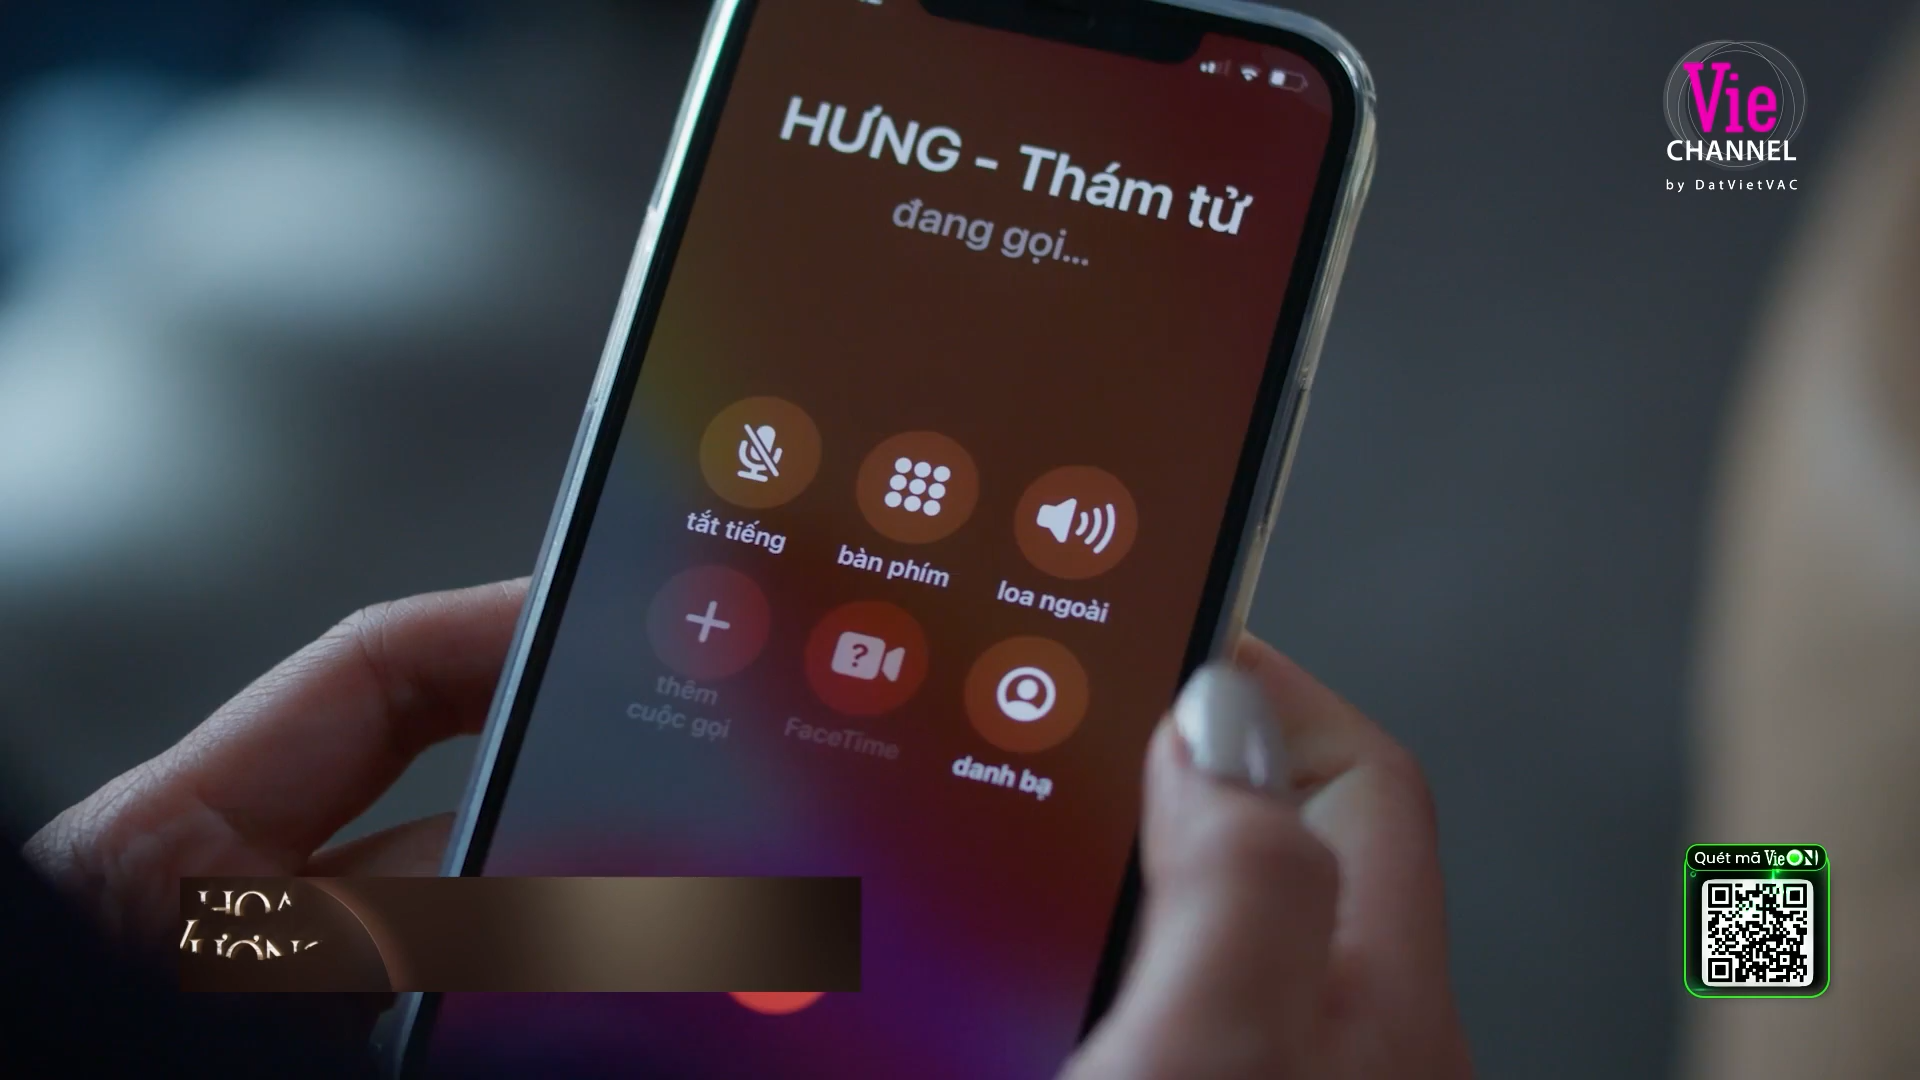 HƯNG - Thám tử
đang gọi...
tắt tiếng
bàn phím
loa ngoài
thêm
cuộc gọi
FaceTime
danh bạ
Vie
CHANNEL
by DatVietVAC
Quét mã VieON